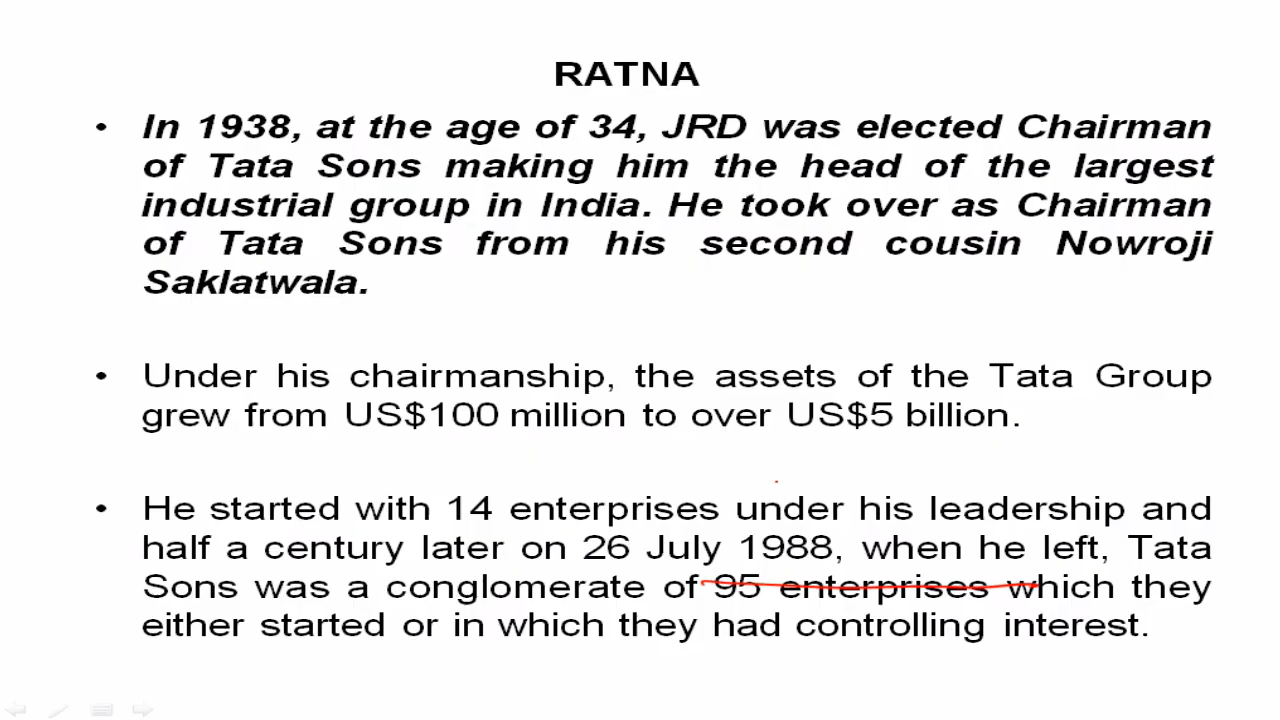 RATNA
• In 1938, at the age of 34, JRD was elected Chairman
of Tata Sons making him the head of the largest
industrial group in India. He took over as Chairman
of Tata Sons from his second cousin Nowroji
Saklatwala.
• Under his chairmanship, the assets of the Tata Group
grew from US$100 million to over US$5 billion.
• He started with 14 enterprises under his leadership and
half a century later on 26 July 1988, when he left, Tata
Sons was a conglomerate of 95 enterprises which they
either started or in which they had controlling interest.